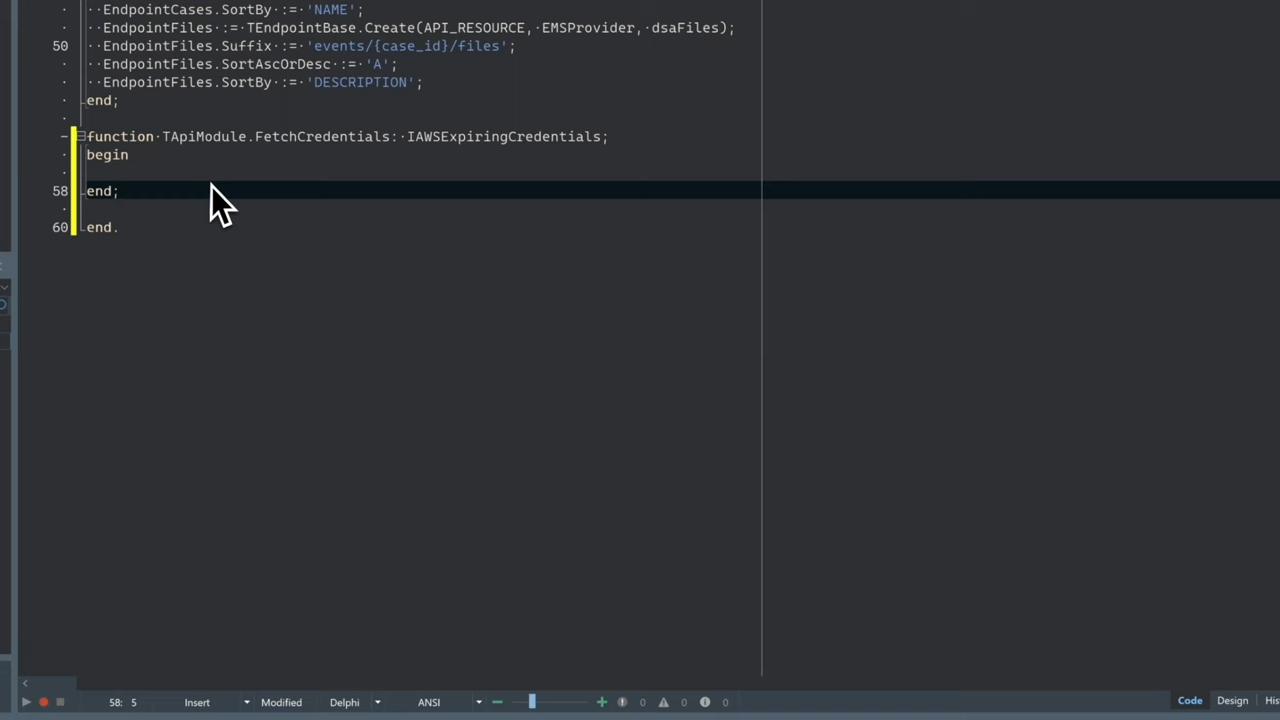 EndpointCases.SortBy := 'NAME';
EndpointFiles := TEndpointBase.Create(API_RESOURCE, EMSProvider, dsaFiles);
50 EndpointFiles.Suffix := 'events/{case_id}/files';
EndpointFiles.SortAscOrDesc := 'A';
EndpointFiles.SortBy := 'DESCRIPTION';
end;
function TApiModule.FetchCredentials: IAWSExpiringCredentials;
begin
58 end;
60 end.
58: 5 Insert Modified Delphi ANSI 0 0 0 Code Design His